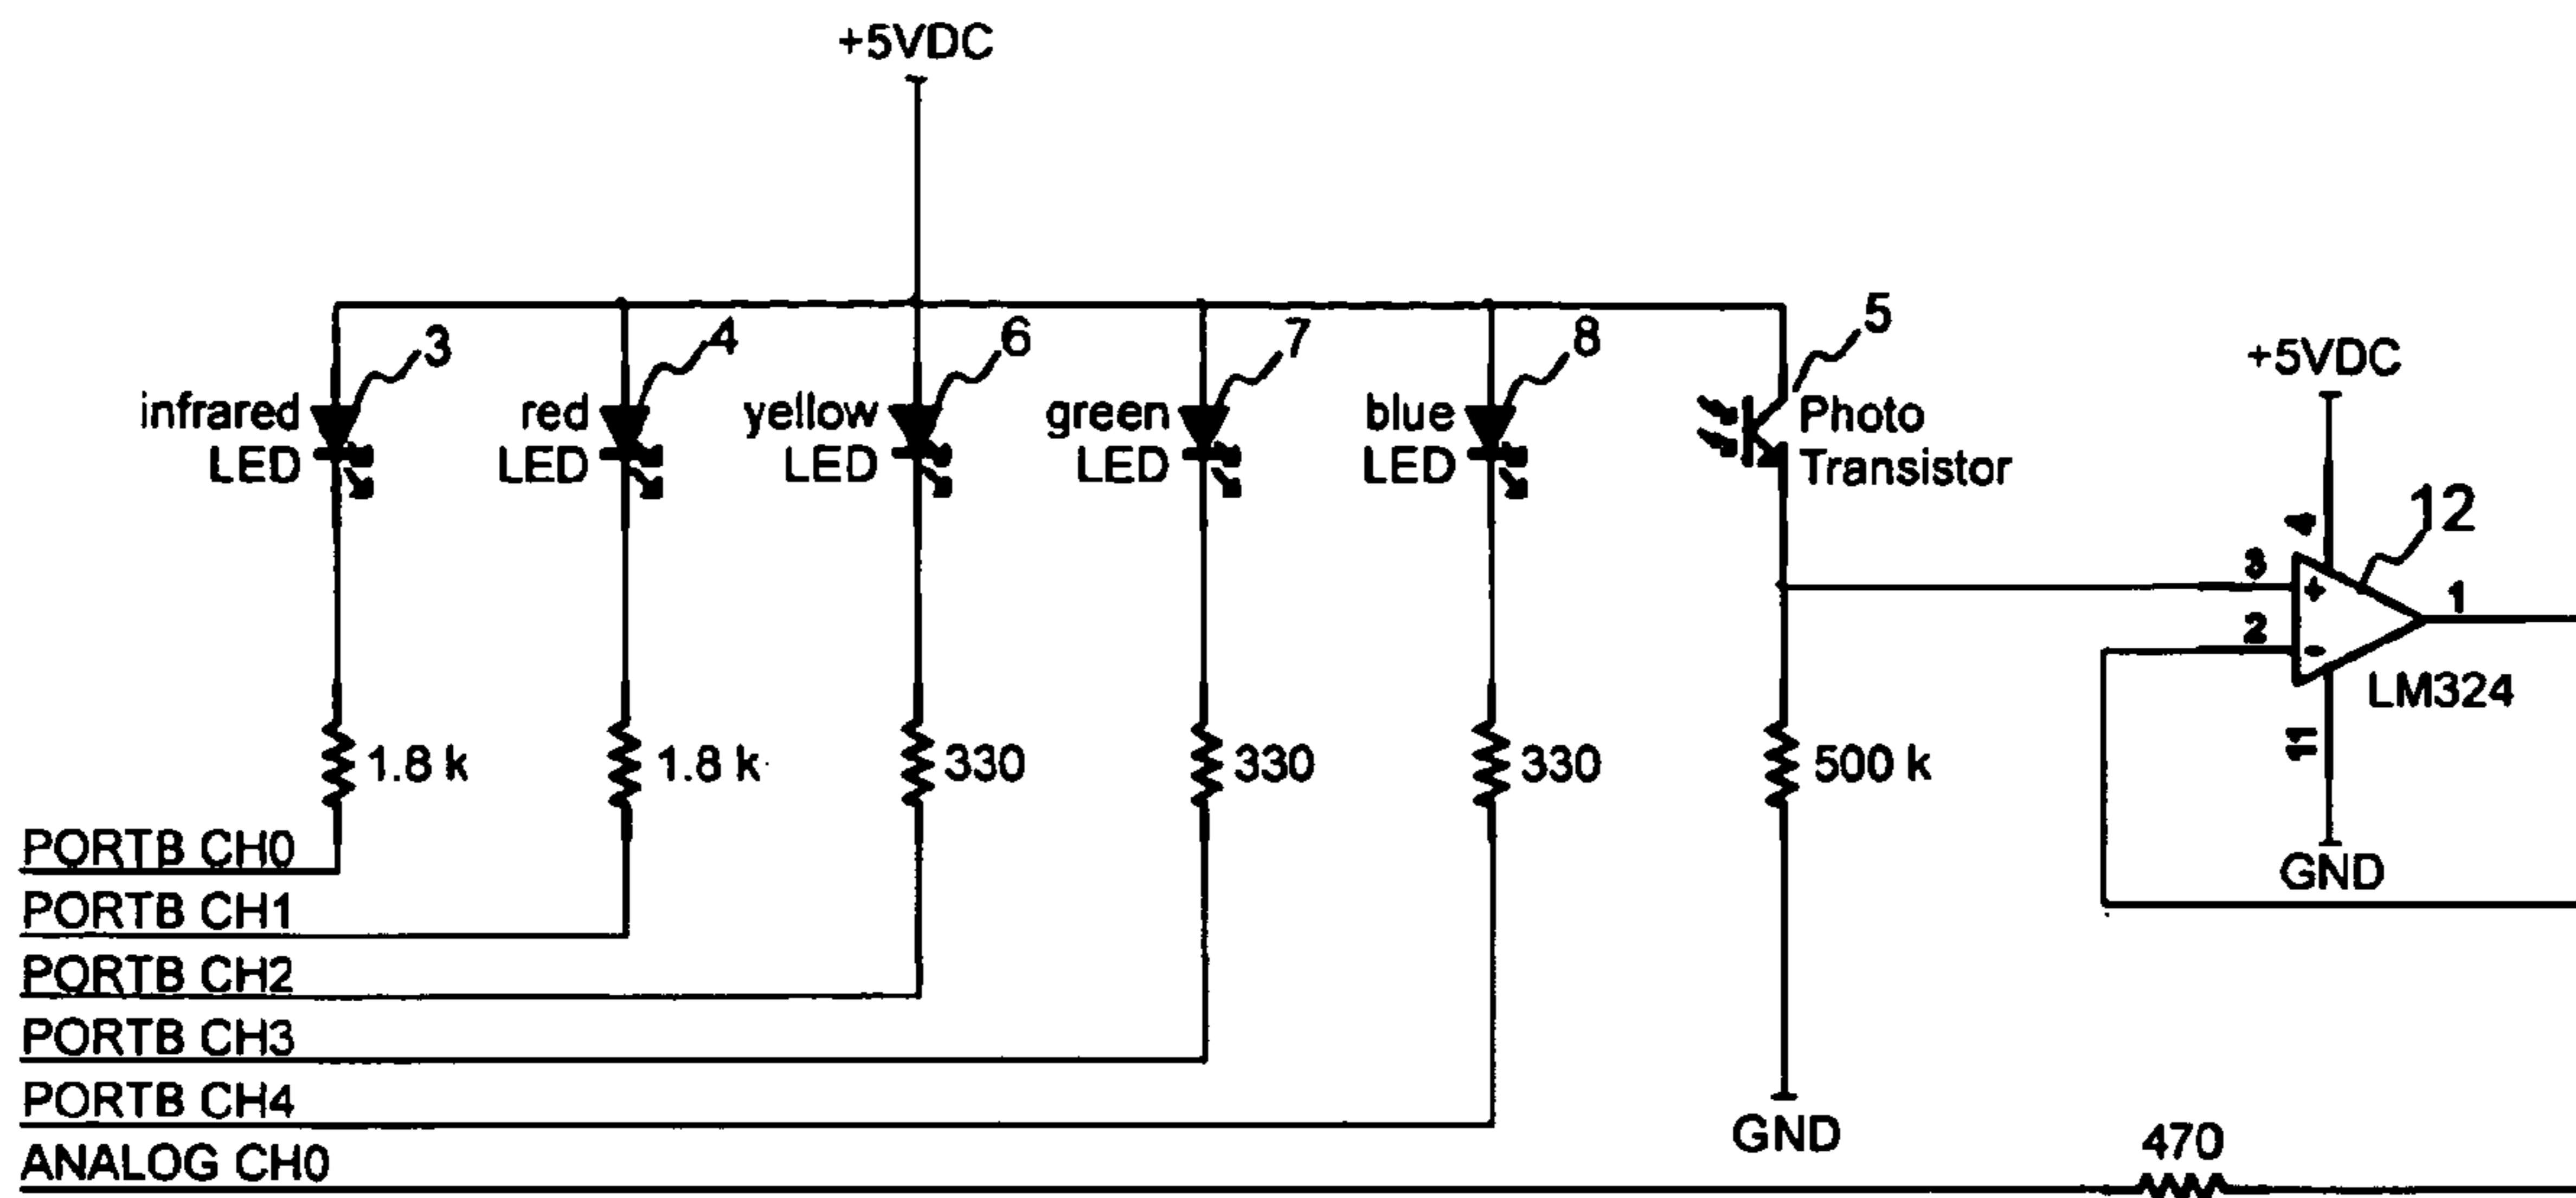 +5VDC
3
4
6
7
8
5
+5VDC
infrared
LED
red
LED
yellow
LED
green
LED
blue
LED
Photo
Transistor
4
12
3
+
1
2
-
LM324
11
GND
1.8 k
1.8 k
330
330
330
500 k
PORTB CH0
PORTB CH1
PORTB CH2
PORTB CH3
PORTB CH4
GND
470
ANALOG CH0